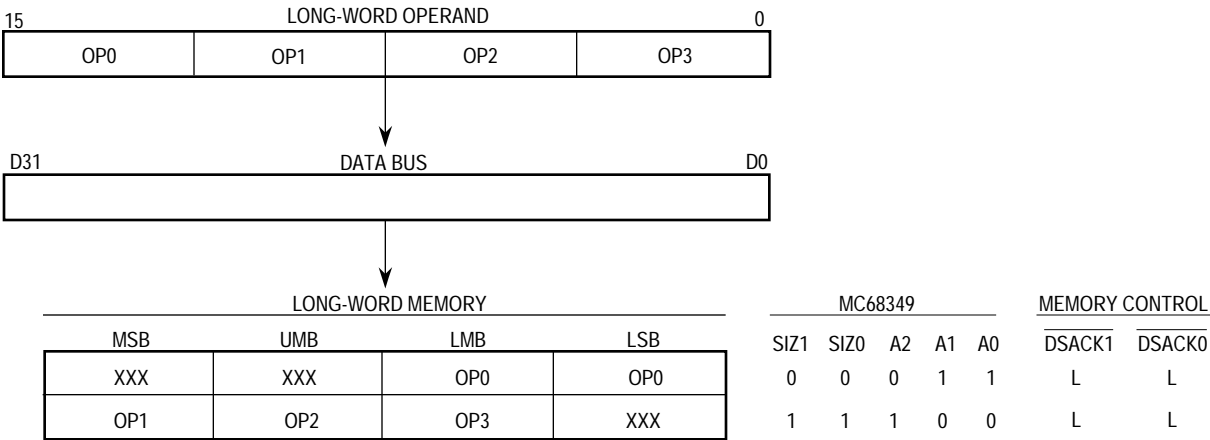 15 LONG-WORD OPERAND 0
OP0 OP1 OP2 OP3
D31 DATA BUS D0
LONG-WORD MEMORY MC68349 MEMORY CONTROL
MSB UMB LMB LSB SIZ1 SIZ0 A2 A1 A0 DSACK1 DSACK0
XXX XXX OP0 OP0 0 0 0 1 1 L L
OP1 OP2 OP3 XXX 1 1 1 0 0 L L